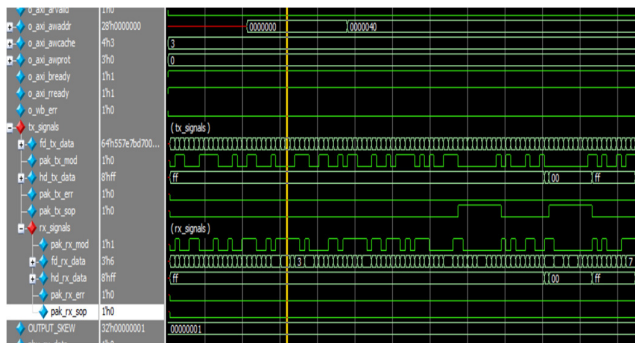 o_axi_arvalid 1'h0
o_axi_awaddr 28'h0000000 0000000 0000040
o_axi_awcache 4'h3 3
o_axi_awprot 3'h0 0
o_axi_bready 1'h1
o_axi_rready 1'h1
o_wb_err 1'h0
tx_signals (tx_signals)
fd_tx_data 64'h557e7bd700...
pak_tx_mod 1'h0
hd_tx_data 8'hff ff 00 ff
pak_tx_err 1'h0
pak_tx_sop 1'h0
rx_signals (rx_signals)
pak_rx_mod 1'h1
fd_rx_data 3'h6 3 7
hd_rx_data 8'hff ff 00 ff
pak_rx_err 1'h0
pak_rx_sop 1'h0
OUTPUT_SKEW 32'h00000001 00000001